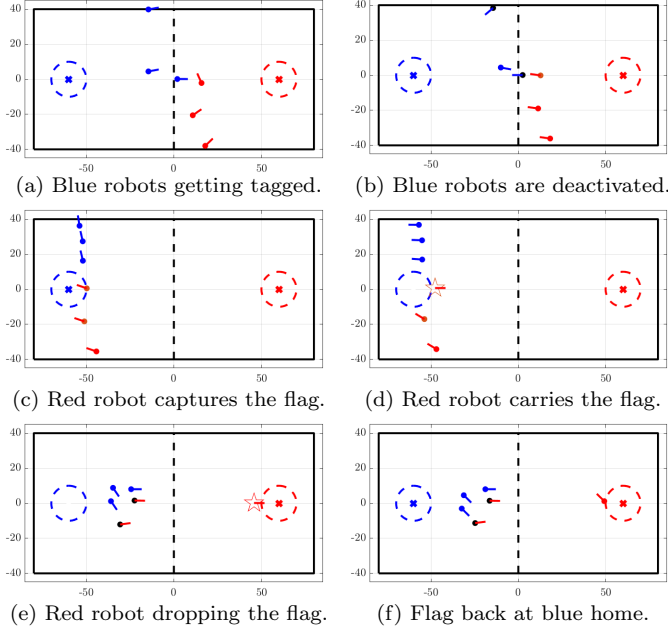 40
20
0
-20
-40
-50 0 50
(a) Blue robots getting tagged.
40
20
0
-20
-40
-50 0 50
(b) Blue robots are deactivated.
40
20
0
-20
-40
-50 0 50
(c) Red robot captures the flag.
40
20
0
-20
-40
-50 0 50
(d) Red robot carries the flag.
40
20
0
-20
-40
-50 0 50
(e) Red robot dropping the flag.
40
20
0
-20
-40
-50 0 50
(f) Flag back at blue home.